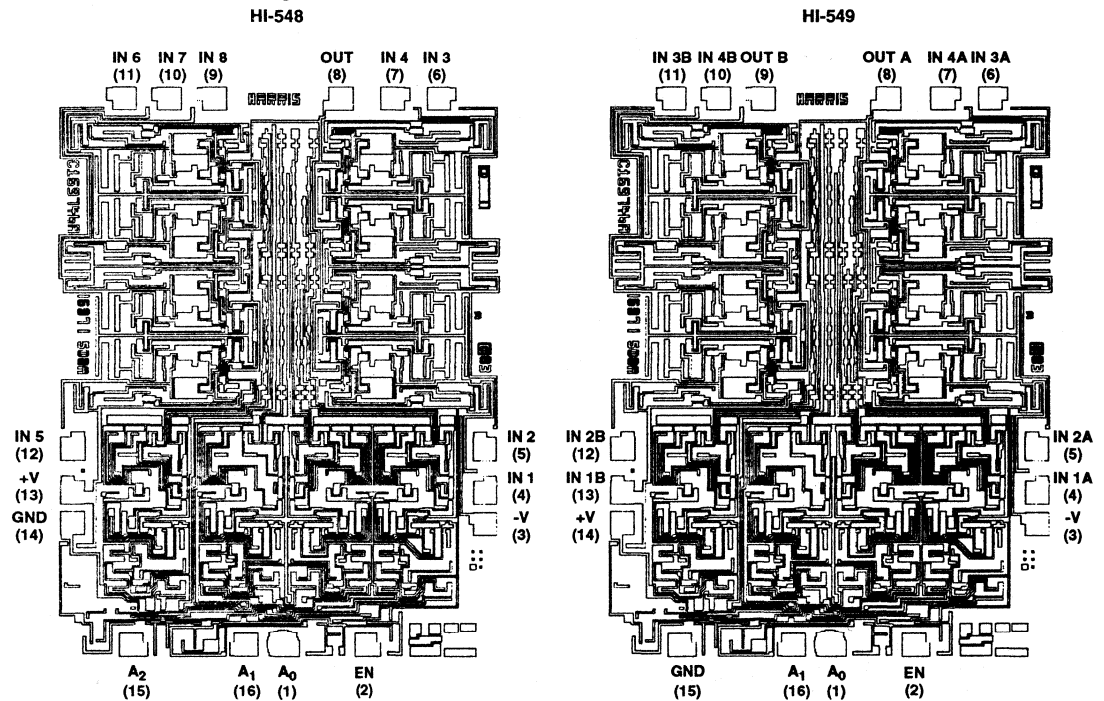 HI-548
IN 6 IN 7 IN 8 OUT IN 4 IN 3
(11) (10) (9) (8) (7) (6)
HARRIS
IN 5
(12)
+V
(13)
GND
(14)
IN 2
(5)
IN 1
(4)
-V
(3)
A2 A1 A0 EN
(15) (16) (1) (2)
HI-549
IN 3B IN 4B OUT B OUT A IN 4A IN 3A
(11) (10) (9) (8) (7) (6)
HARRIS
IN 2B
(12)
IN 1B
(13)
+V
(14)
IN 2A
(5)
IN 1A
(4)
-V
(3)
GND A1 A0 EN
(15) (16) (1) (2)